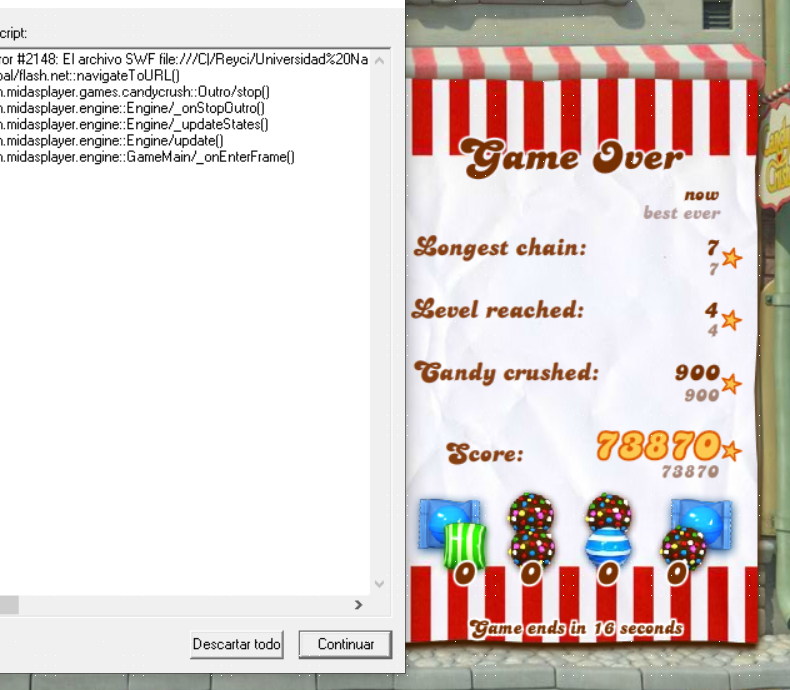 cript:
ror #2148: El archivo SWF file:///C|/Reyci/Universidad%20Na
bal/flash.net::navigateToURL()
n.midasplayer.games.candycrush::Outro/stop()
n.midasplayer.engine::Engine/_onStopOutro()
n.midasplayer.engine::Engine/_updateStates()
n.midasplayer.engine::Engine/update()
n.midasplayer.engine::GameMain/_onEnterFrame()
Descartar todo
Continuar
Game Over
now
best ever
Longest chain: 7
7
Level reached: 4
4
Candy crushed: 900
900
Score: 73870
73870
0 0 0 0
Game ends in 16 seconds
Candy
Crush